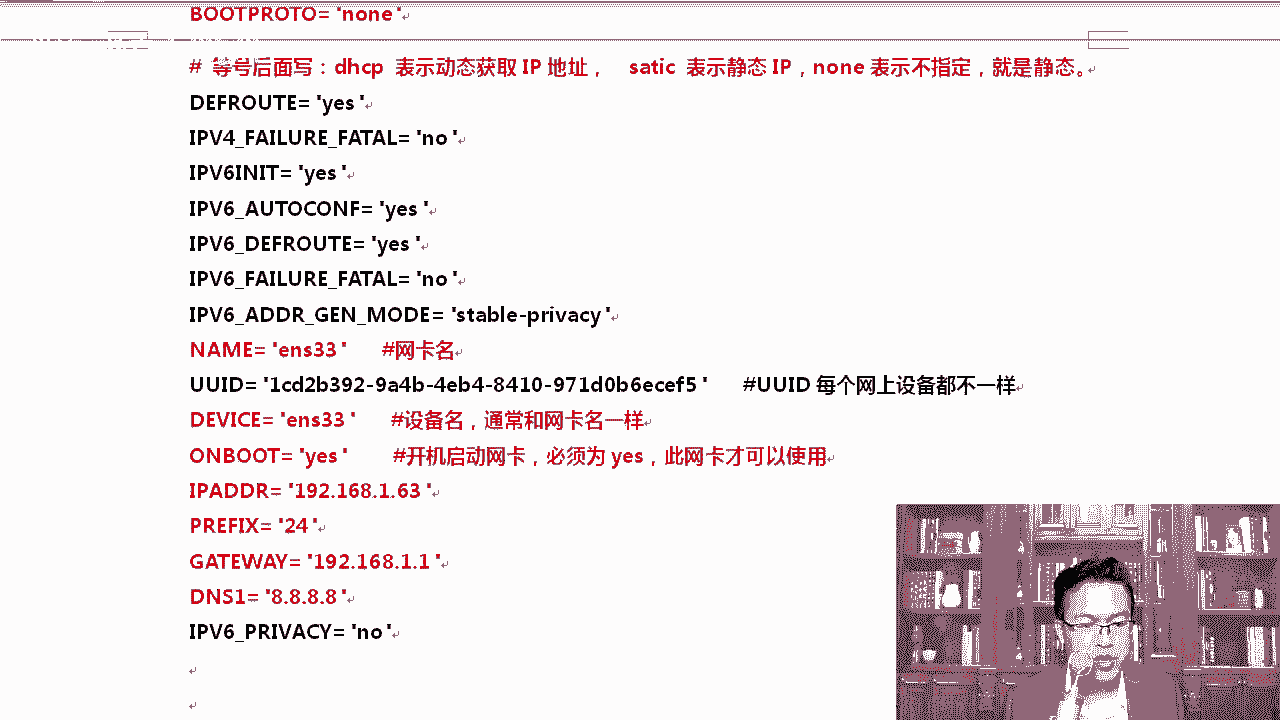 BOOTPROTO= 'none'
# 等号后面写：dhcp 表示动态获取 IP 地址， satic 表示静态 IP，none 表示不指定，就是静态。
DEFROUTE= 'yes '
IPV4_FAILURE_FATAL= 'no '
IPV6INIT= 'yes '
IPV6_AUTOCONF= 'yes '
IPV6_DEFROUTE= 'yes '
IPV6_FAILURE_FATAL= 'no '
IPV6_ADDR_GEN_MODE= 'stable-privacy '
NAME= 'ens33 ' #网卡名
UUID= '1cd2b392-9a4b-4eb4-8410-971d0b6ecef5 ' #UUID 每个网上设备都不一样
DEVICE= 'ens33 ' #设备名，通常和网卡名一样
ONBOOT= 'yes ' #开机启动网卡，必须为 yes，此网卡才可以使用
IPADDR= '192.168.1.63 '
PREFIX= '24 '
GATEWAY= '192.168.1.1 '
DNS1= '8.8.8.8 '
IPV6_PRIVACY= 'no '